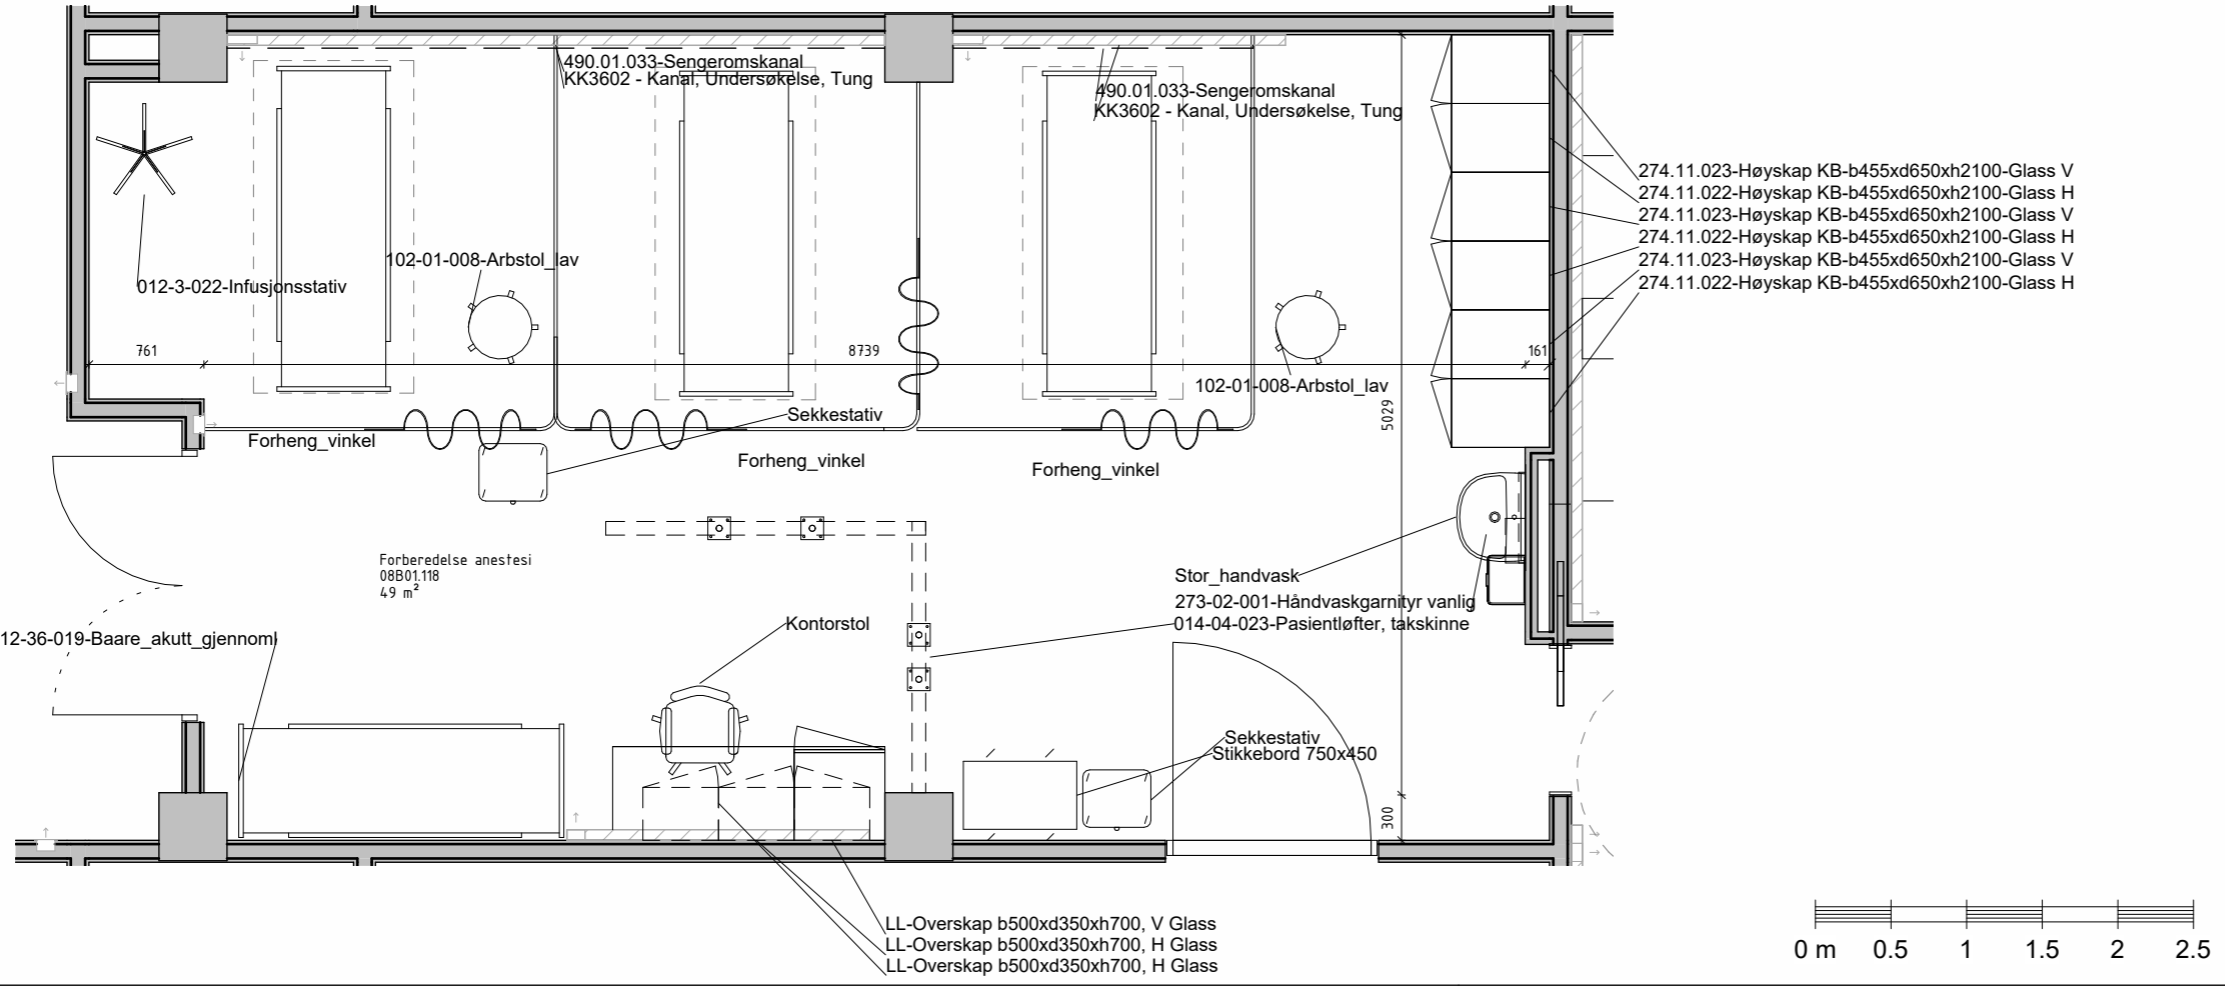 490.01.033-Sengeromskanal
KK3602 - Kanal, Undersøkelse, Tung
490.01.033-Sengeromskanal
KK3602 - Kanal, Undersøkelse, Tung
274.11.023-Høyskap KB-b455xd650xh2100-Glass V
274.11.022-Høyskap KB-b455xd650xh2100-Glass H
274.11.023-Høyskap KB-b455xd650xh2100-Glass V
274.11.022-Høyskap KB-b455xd650xh2100-Glass H
274.11.023-Høyskap KB-b455xd650xh2100-Glass V
274.11.022-Høyskap KB-b455xd650xh2100-Glass H
102-01-008-Arbstol_lav
012-3-022-Infusjonsstativ
761
8739
161
102-01-008-Arbstol_lav
5029
Sekkestativ
Forheng_vinkel
Forheng_vinkel
Forheng_vinkel
Forberedelse anestesi
08B01.118
49 m²
Stor_handvask
273-02-001-Håndvaskgarnityr vanlig
014-04-023-Pasientløfter, takskinne
Kontorstol
12-36-019-Baare_akutt_gjennoml
Sekkestativ
Stikkebord 750x450
300
LL-Overskap b500xd350xh700, V Glass
LL-Overskap b500xd350xh700, H Glass
LL-Overskap b500xd350xh700, H Glass
0 m 0.5 1 1.5 2 2.5